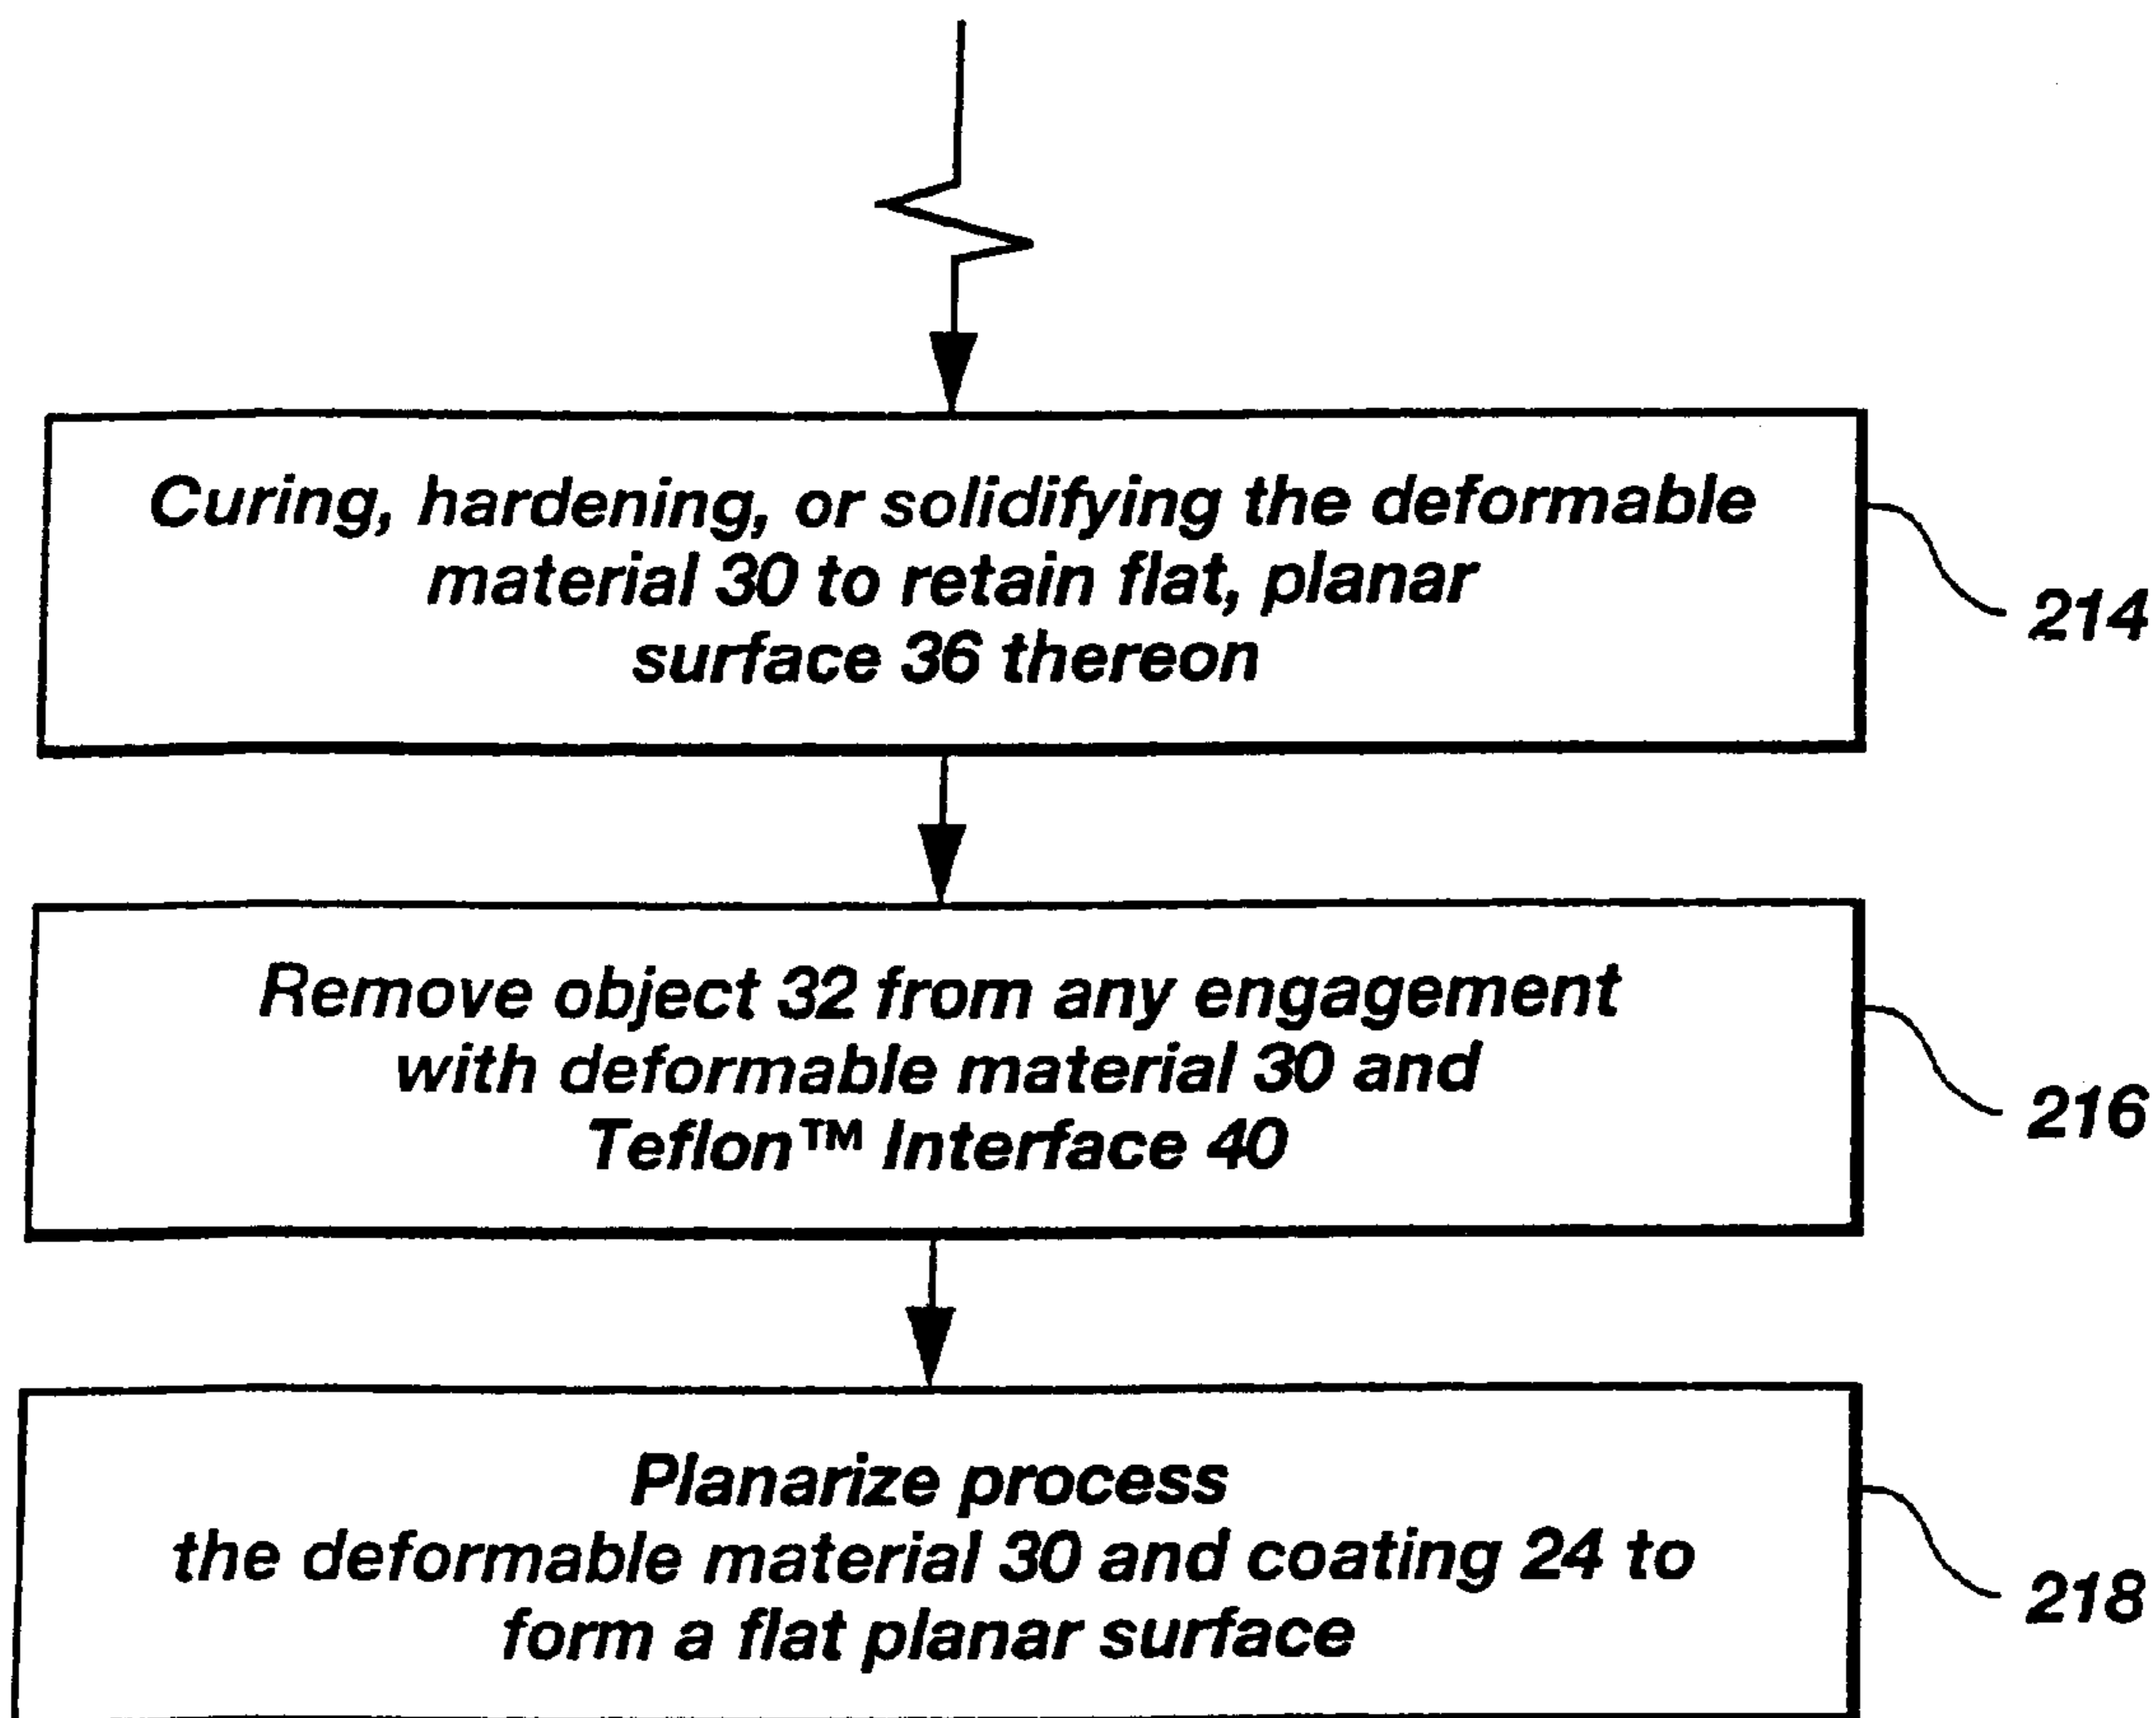 Curing, hardening, or solidifying the deformable
material 30 to retain flat, planar
surface 36 thereon
214
Remove object 32 from any engagement
with deformable material 30 and
Teflon™ Interface 40
216
Planarize process
the deformable material 30 and coating 24 to
form a flat planar surface
218